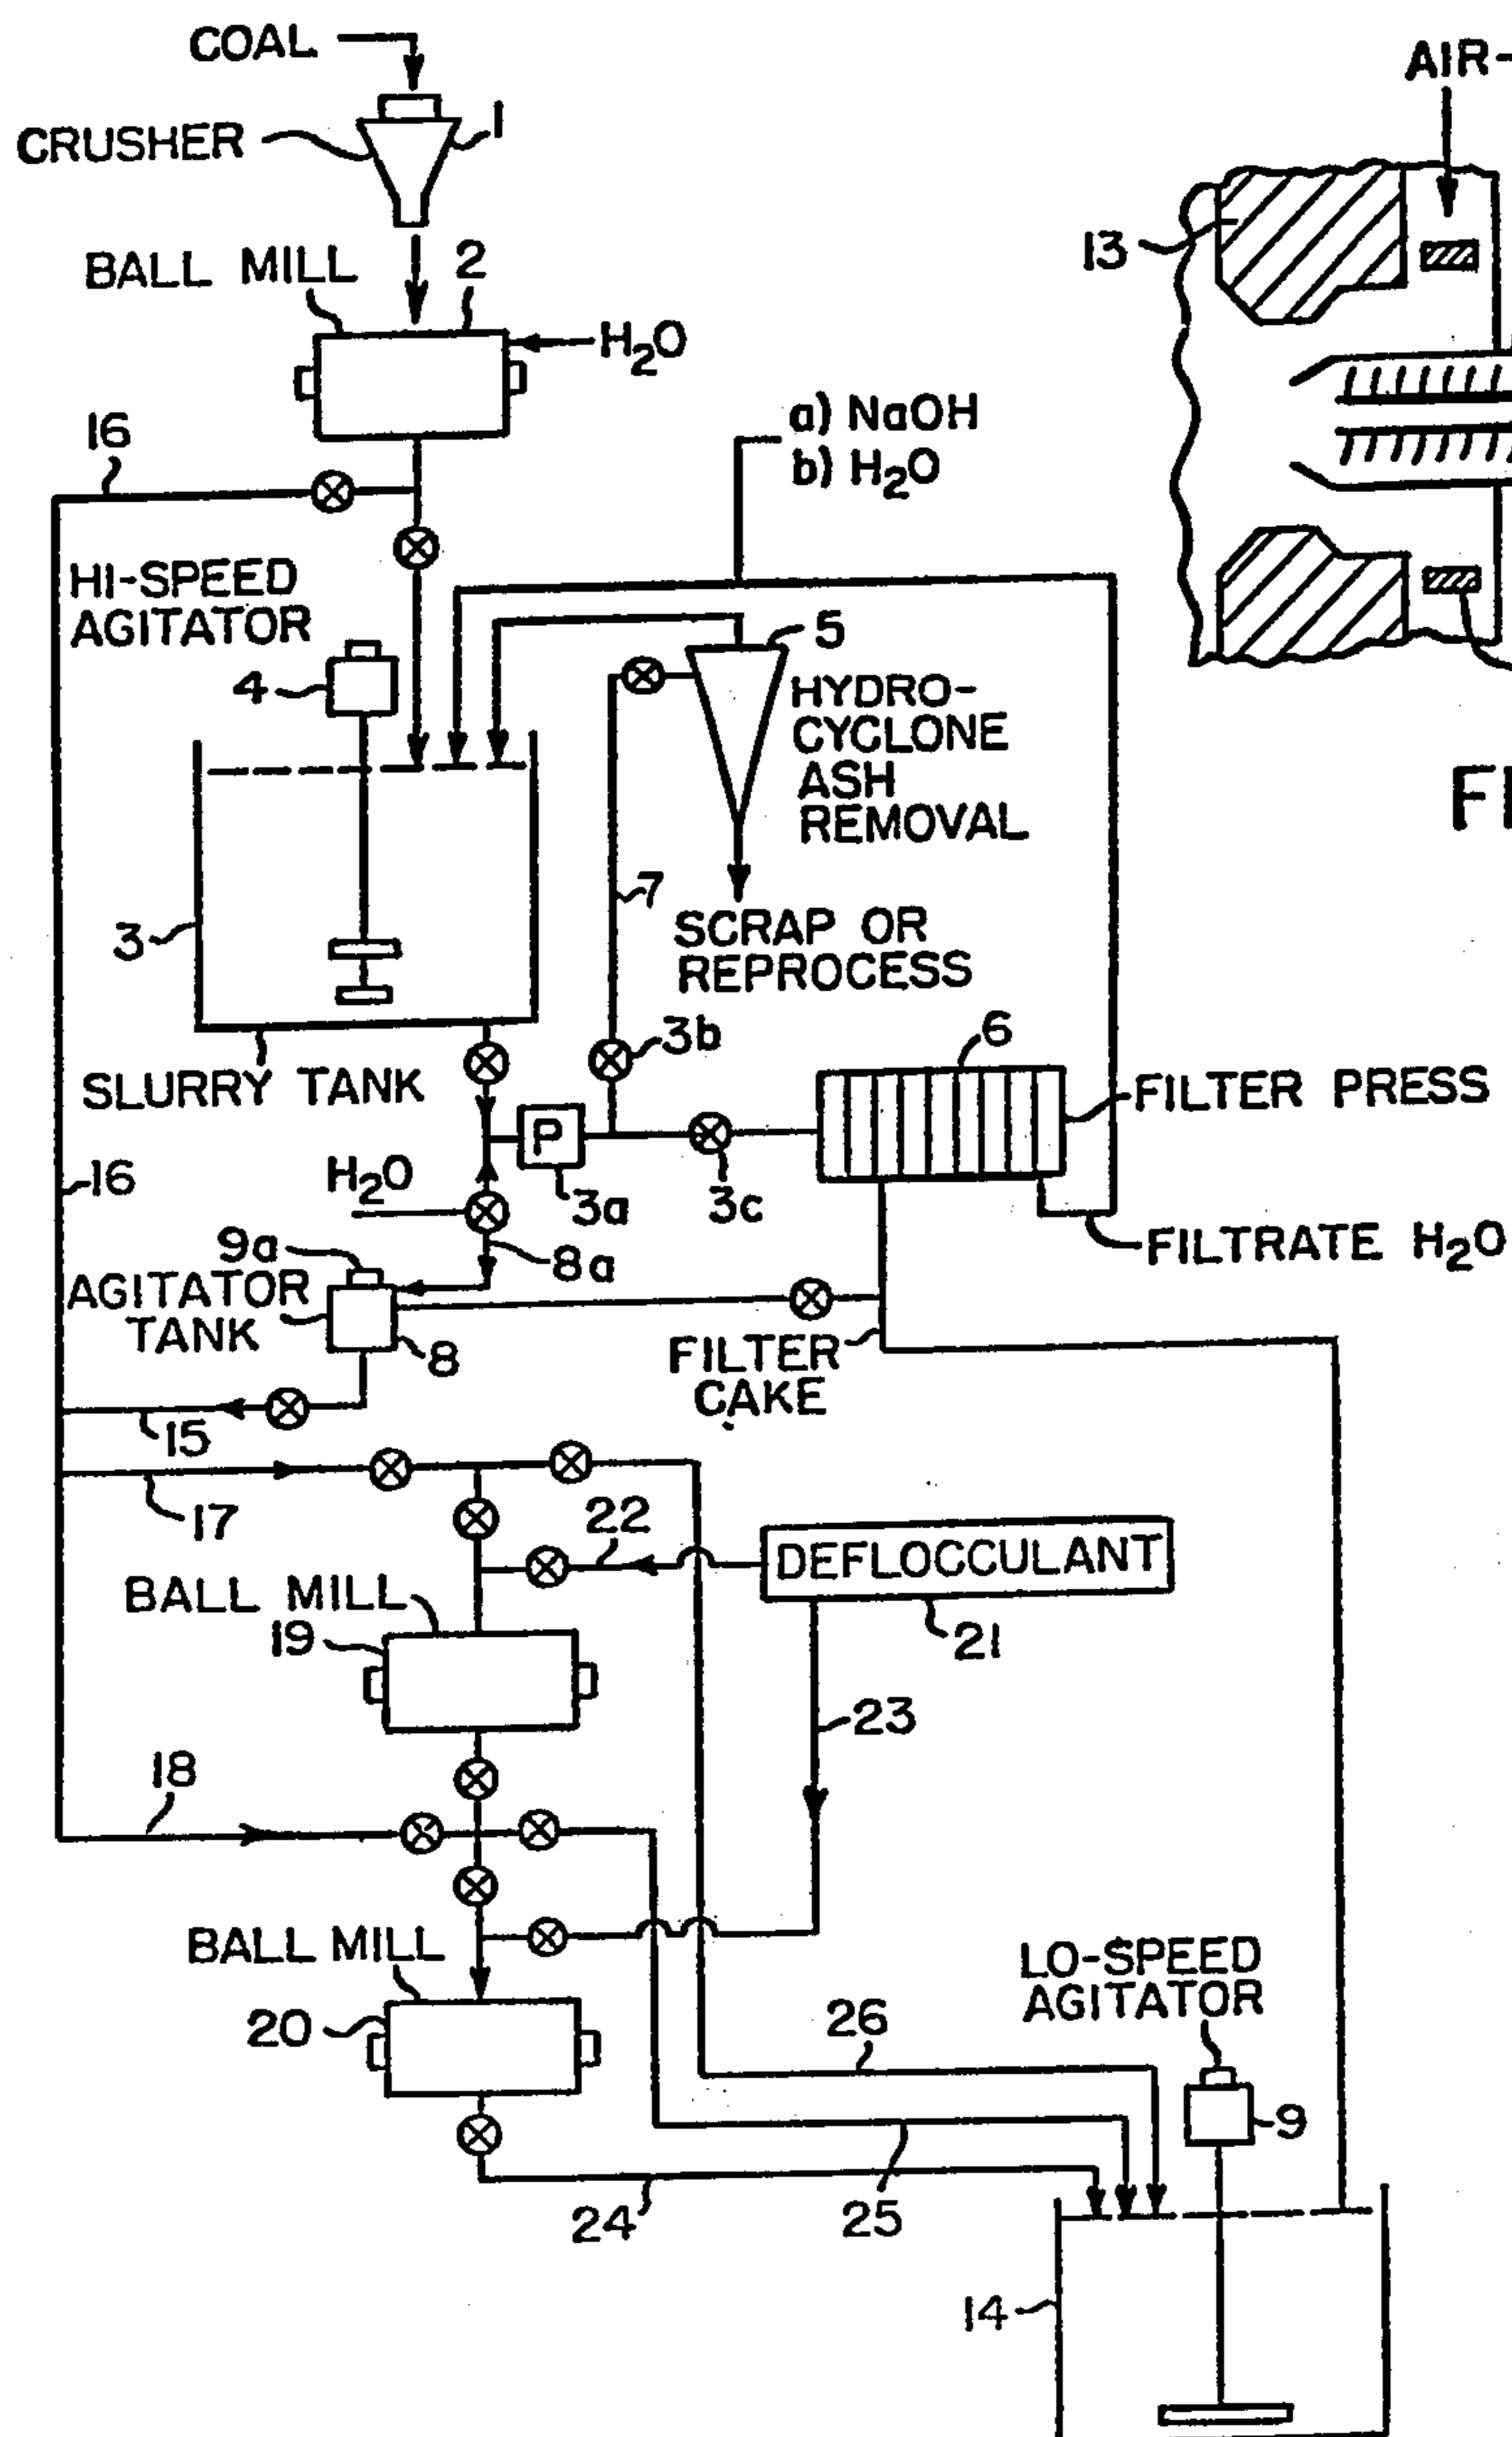 COAL
CRUSHER
1
BALL MILL
2
H₂O
16
a) NaOH
b) H₂O
HI-SPEED
AGITATOR
4
5
HYDRO-
CYCLONE
ASH
REMOVAL
7
3
SCRAP OR
REPROCESS
SLURRY TANK
3b
6
FILTER PRESS
P
3a
3c
H₂O
16
FILTRATE H₂O
9a
8a
AGITATOR
TANK
8
FILTER
CAKE
15
17
22
DEFLOCCULANT
21
BALL MILL
19
23
18
BALL MILL
20
LO-SPEED
AGITATOR
26
9
25
24
14
AIR
13